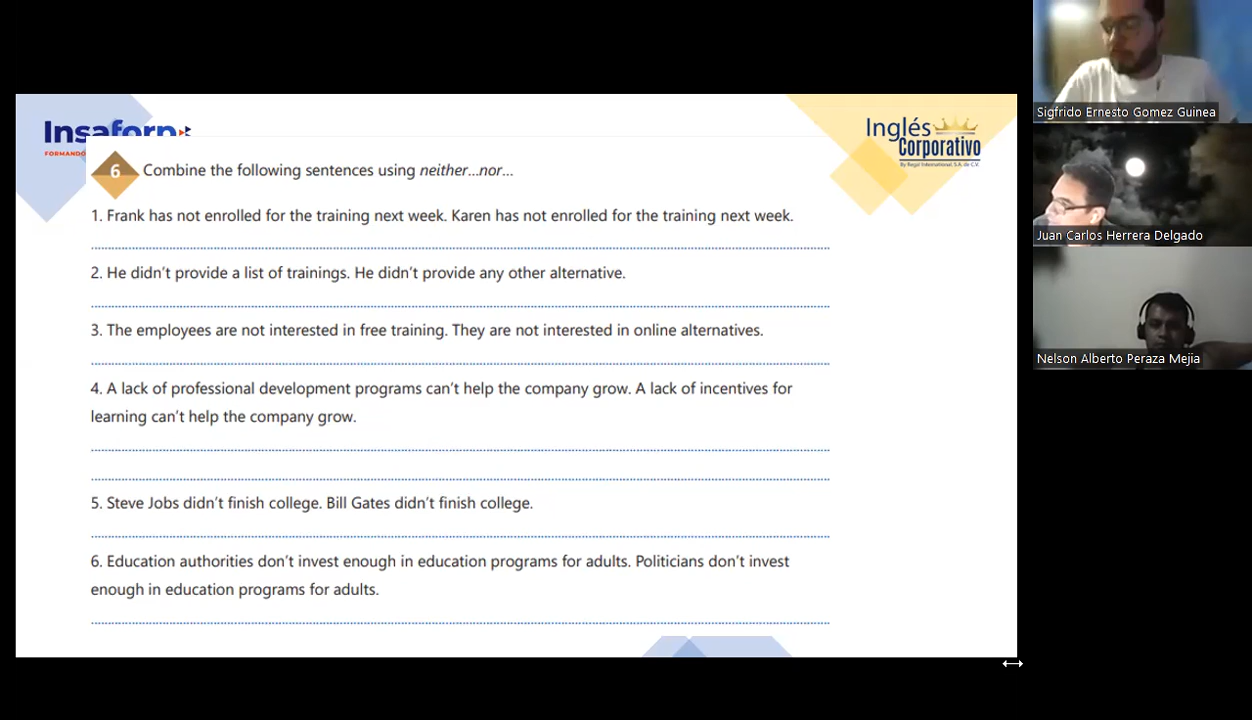 Insaforp
FORMANDO
Inglés
Corporativo
By Regal International, S.A. de C.V.
6 Combine the following sentences using neither...nor...
1. Frank has not enrolled for the training next week. Karen has not enrolled for the training next week.
2. He didn't provide a list of trainings. He didn't provide any other alternative.
3. The employees are not interested in free training. They are not interested in online alternatives.
4. A lack of professional development programs can't help the company grow. A lack of incentives for
learning can't help the company grow.
5. Steve Jobs didn't finish college. Bill Gates didn't finish college.
6. Education authorities don't invest enough in education programs for adults. Politicians don't invest
enough in education programs for adults.
Sigfrido Ernesto Gomez Guinea
Juan Carlos Herrera Delgado
Nelson Alberto Peraza Mejia